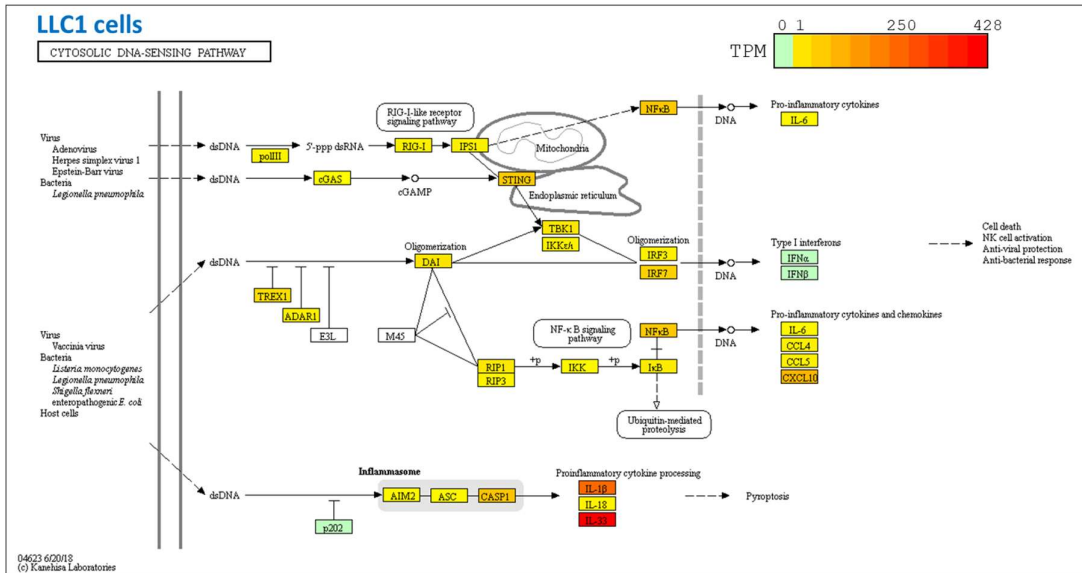 LLC1 cells
CYTOSOLIC DNA-SENSING PATHWAY
0 1 250 428
TPM
RIG-I-like receptor
signaling pathway
NFκB
DNA
Pro-inflammatory cytokines
IL-6
Virus
Adenovirus
Herpes simplex virus 1
Epstein-Barr virus
Bacteria
Legionella pneumophila
dsDNA
polIII
5'-ppp dsRNA
RIG-I
IPS1
Mitochondria
dsDNA
cGAS
cGAMP
STING
Endoplasmic reticulum
TBK1
IKKε/ι
Oligomerization
DAI
Oligomerization
IRF3
IRF7
DNA
Type I interferons
IFNα
IFNβ
Cell death
NK cell activation
Anti-viral protection
Anti-bacterial response
dsDNA
TREX1
ADAR1
E3L
M45
Virus
Vaccinia virus
Bacteria
Listeria monocytogenes
Legionella pneumophila
Shigella flexneri
enteropathogenic E. coli
Host cells
NF-κ B signaling
pathway
NFκB
DNA
Pro-inflammatory cytokines and chemokines
IL-6
CCL4
CCL5
CXCL10
RIP1
RIP3
+p
IKK
+p
IκB
Ubiquitin-mediated
proteolysis
dsDNA
p202
Inflammasome
AIM2
ASC
CASP1
Proinflammatory cytokine processing
IL-1β
IL-18
IL-33
Pyroptosis
04623 6/20/18
(c) Kanehisa Laboratories